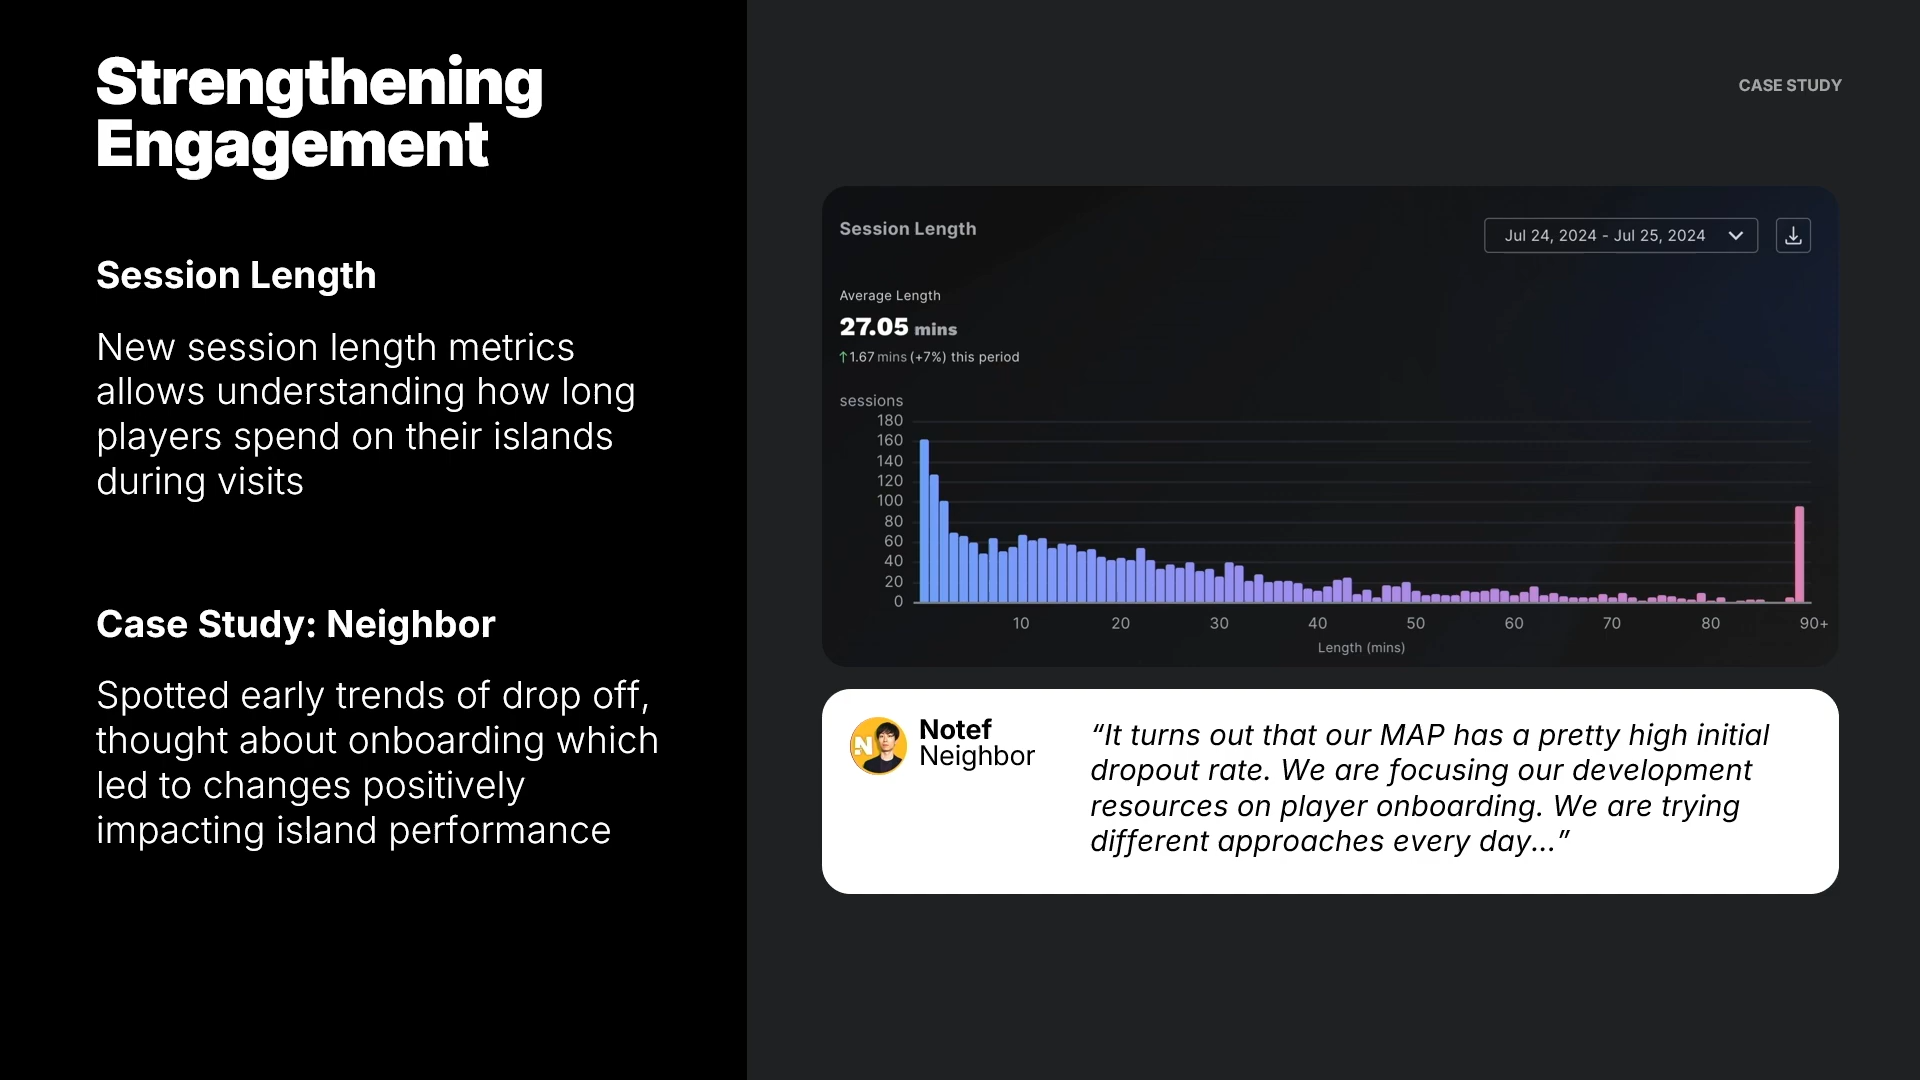 Strengthening
Engagement
Session Length
New session length metrics
allows understanding how long
players spend on their islands
during visits
Case Study: Neighbor
Spotted early trends of drop off,
thought about onboarding which
led to changes positively
impacting island performance
CASE STUDY
Session Length
Jul 24, 2024 - Jul 25, 2024
Average Length
27.05 mins
↑1.67 mins (+7%) this period
sessions
180
160
140
120
100
80
60
40
20
0
10 20 30 40 50 60 70 80 90+
Length (mins)
N
Notef
Neighbor
“It turns out that our MAP has a pretty high initial
dropout rate. We are focusing our development
resources on player onboarding. We are trying
different approaches every day...”